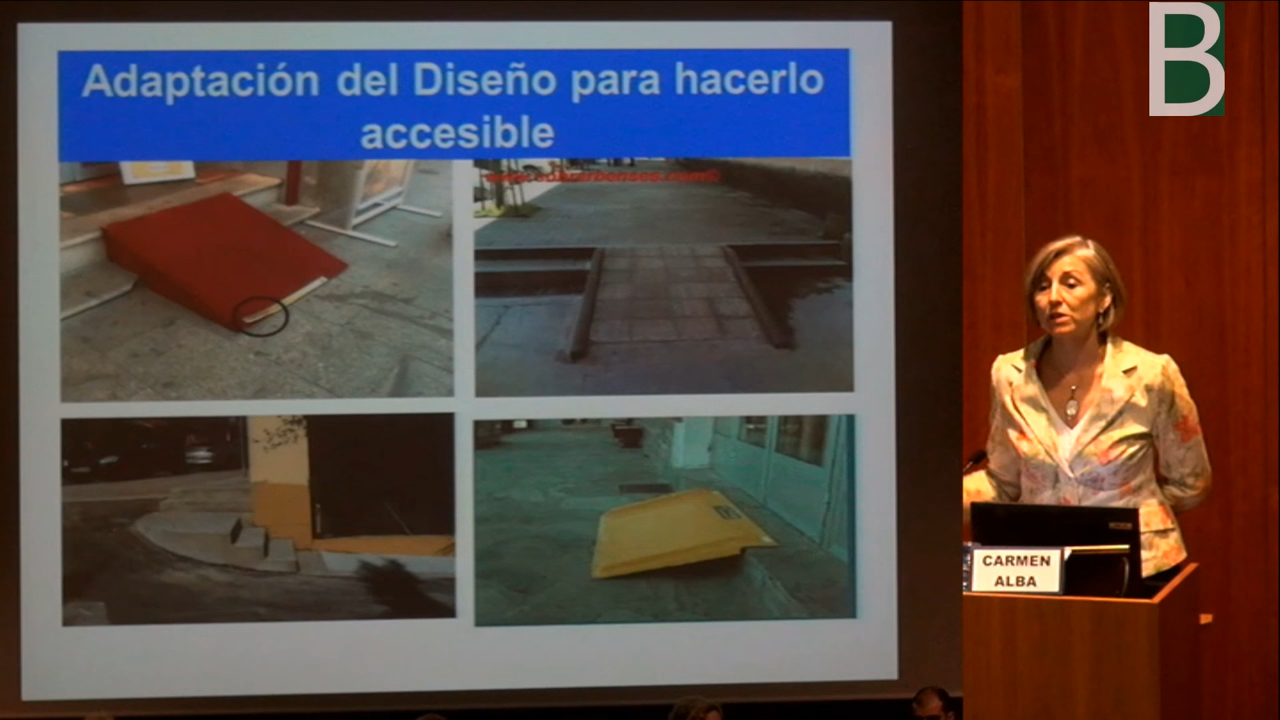 Adaptación del Diseño para hacerlo
accesible
B
CARMEN
ALBA